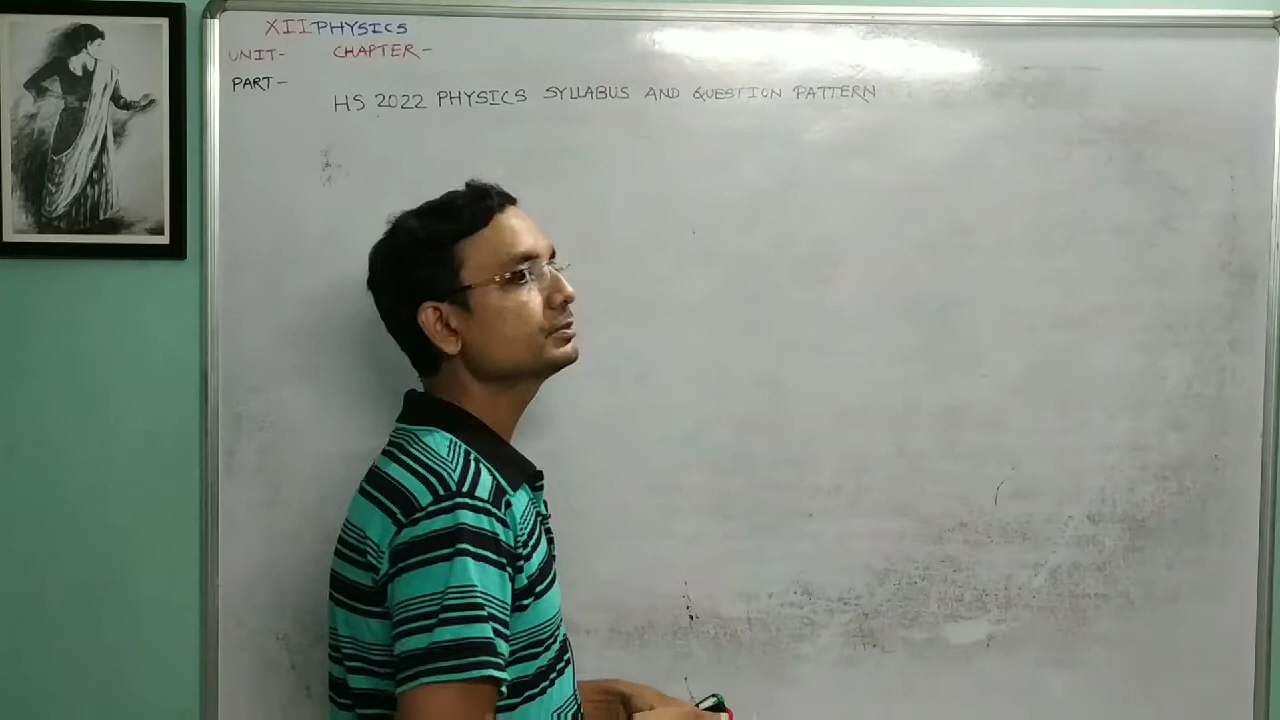 XII PHYSICS
UNIT- CHAPTER-
PART-
HS 2022 PHYSICS SYLLABUS AND QUESTION PATTERN